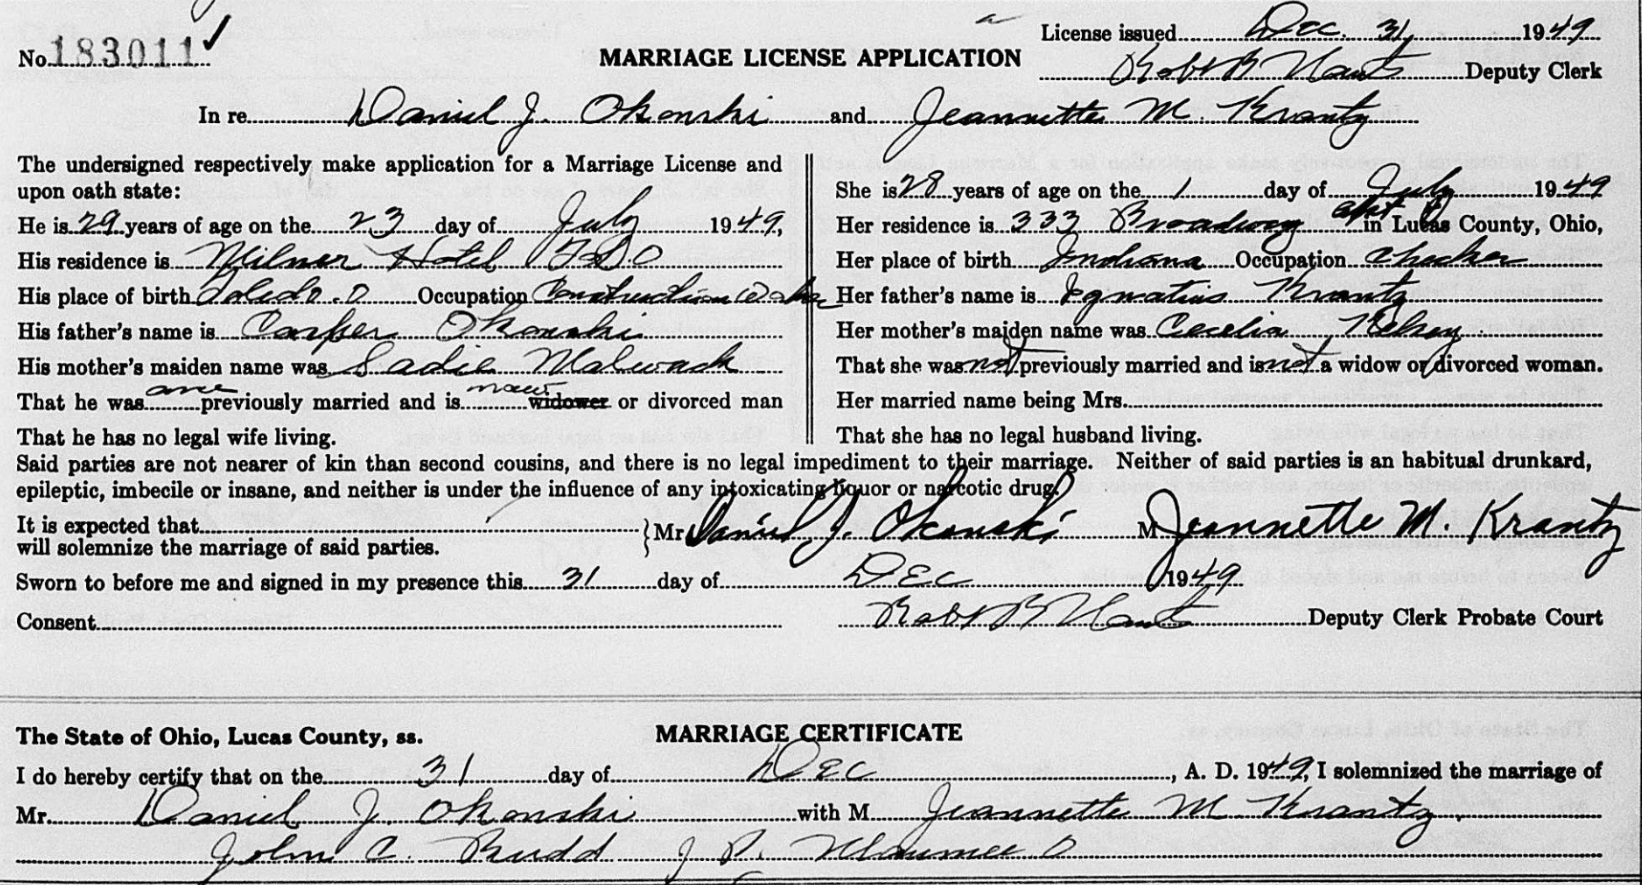 No. 183011 ✓
MARRIAGE LICENSE APPLICATION
License issued Dec. 31, 1949
Robt B Deputy Clerk
In re Daniel J. Okonski and Jeannette M. Krantz
The undersigned respectively make application for a Marriage License and
upon oath state:
He is 29 years of age on the 23 day of July 1949,
His residence is Milner Hotel
His place of birth Toledo. O Occupation Construction
His father's name is Casper Okonski
His mother's maiden name was Sadie
That he was one previously married and is now widower or divorced man
That he has no legal wife living.
She is 28 years of age on the 1 day of July 1949
Her residence is 333 Broadway apt in Lucas County, Ohio,
Her place of birth Indiana Occupation Checker
Her father's name is Ignatius Krantz
Her mother's maiden name was Cecelia Kelsey
That she was not previously married and is not a widow or divorced woman.
Her married name being Mrs.
That she has no legal husband living.
Said parties are not nearer of kin than second cousins, and there is no legal impediment to their marriage. Neither of said parties is an habitual drunkard,
epileptic, imbecile or insane, and neither is under the influence of any intoxicating liquor or narcotic drug.
It is expected that
will solemnize the marriage of said parties.
Mr Daniel J. Okonski M Jeannette M. Krantz
Sworn to before me and signed in my presence this 31 day of Dec 1949
Consent
Robt B Deputy Clerk Probate Court
The State of Ohio, Lucas County, ss. MARRIAGE CERTIFICATE
I do hereby certify that on the 31 day of Dec, A. D. 1949, I solemnized the marriage of
Mr. Daniel J. Okonski with M Jeannette M. Krantz
John C. Rudd J P. Maumee O